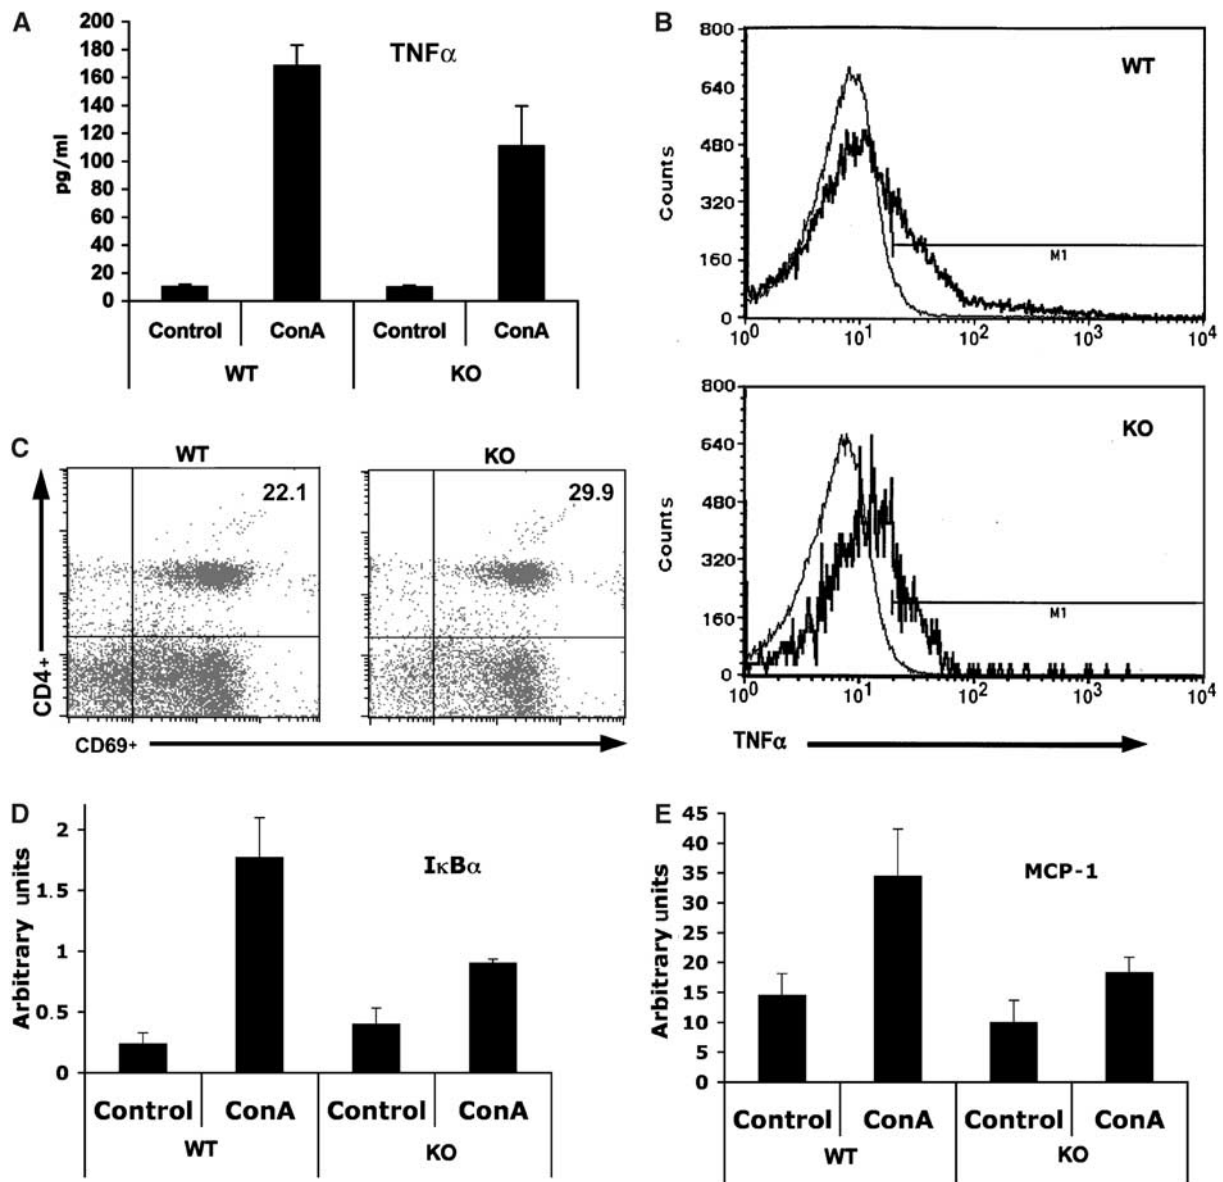 A
TNFα
pg/ml
200
180
160
140
120
100
80
60
40
20
0
Control
ConA
Control
ConA
WT
KO
B
WT
Counts
800
640
480
320
160
0
M1
10⁰
10¹
10²
10³
10⁴
KO
Counts
800
640
480
320
160
0
M1
10⁰
10¹
10²
10³
10⁴
TNFα
C
WT
KO
22.1
29.9
CD4+
CD69+
D
IκBα
Arbitrary units
2
1.5
1
0.5
0
Control
ConA
Control
ConA
WT
KO
E
MCP-1
Arbitrary units
45
40
35
30
25
20
15
10
5
0
Control
ConA
Control
ConA
WT
KO